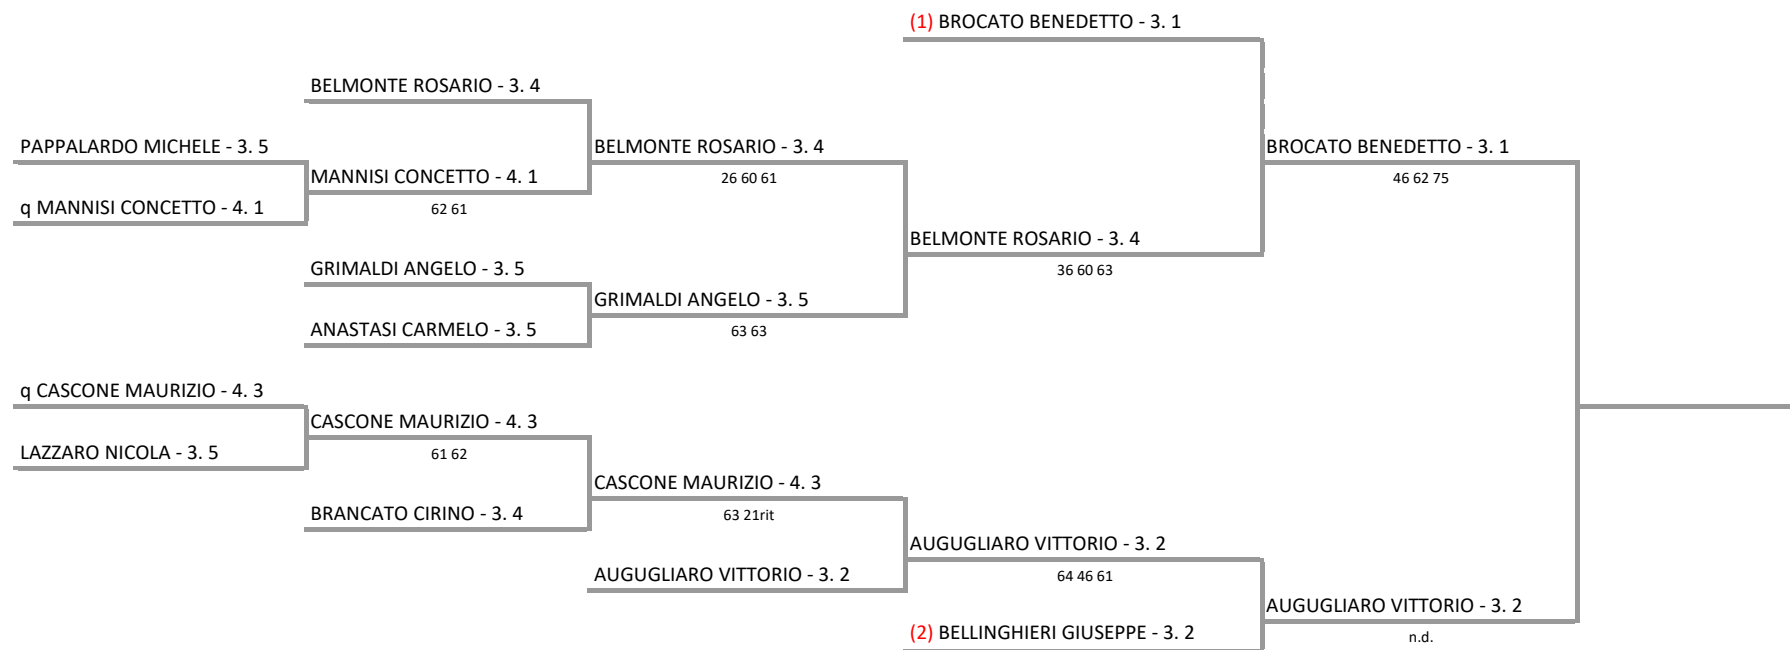 (1) BROCATO BENEDETTO - 3. 1
BELMONTE ROSARIO - 3. 4
PAPPALARDO MICHELE - 3. 5
BELMONTE ROSARIO - 3. 4
BROCATO BENEDETTO - 3. 1
MANNISI CONCETTO - 4. 1
26 60 61
46 62 75
q MANNISI CONCETTO - 4. 1
62 61
BELMONTE ROSARIO - 3. 4
GRIMALDI ANGELO - 3. 5
36 60 63
GRIMALDI ANGELO - 3. 5
ANASTASI CARMELO - 3. 5
63 63
q CASCONE MAURIZIO - 4. 3
CASCONE MAURIZIO - 4. 3
LAZZARO NICOLA - 3. 5
61 62
CASCONE MAURIZIO - 4. 3
BRANCATO CIRINO - 3. 4
63 21rit
AUGUGLIARO VITTORIO - 3. 2
AUGUGLIARO VITTORIO - 3. 2
64 46 61
AUGUGLIARO VITTORIO - 3. 2
(2) BELLINGHIERI GIUSEPPE - 3. 2
n.d.